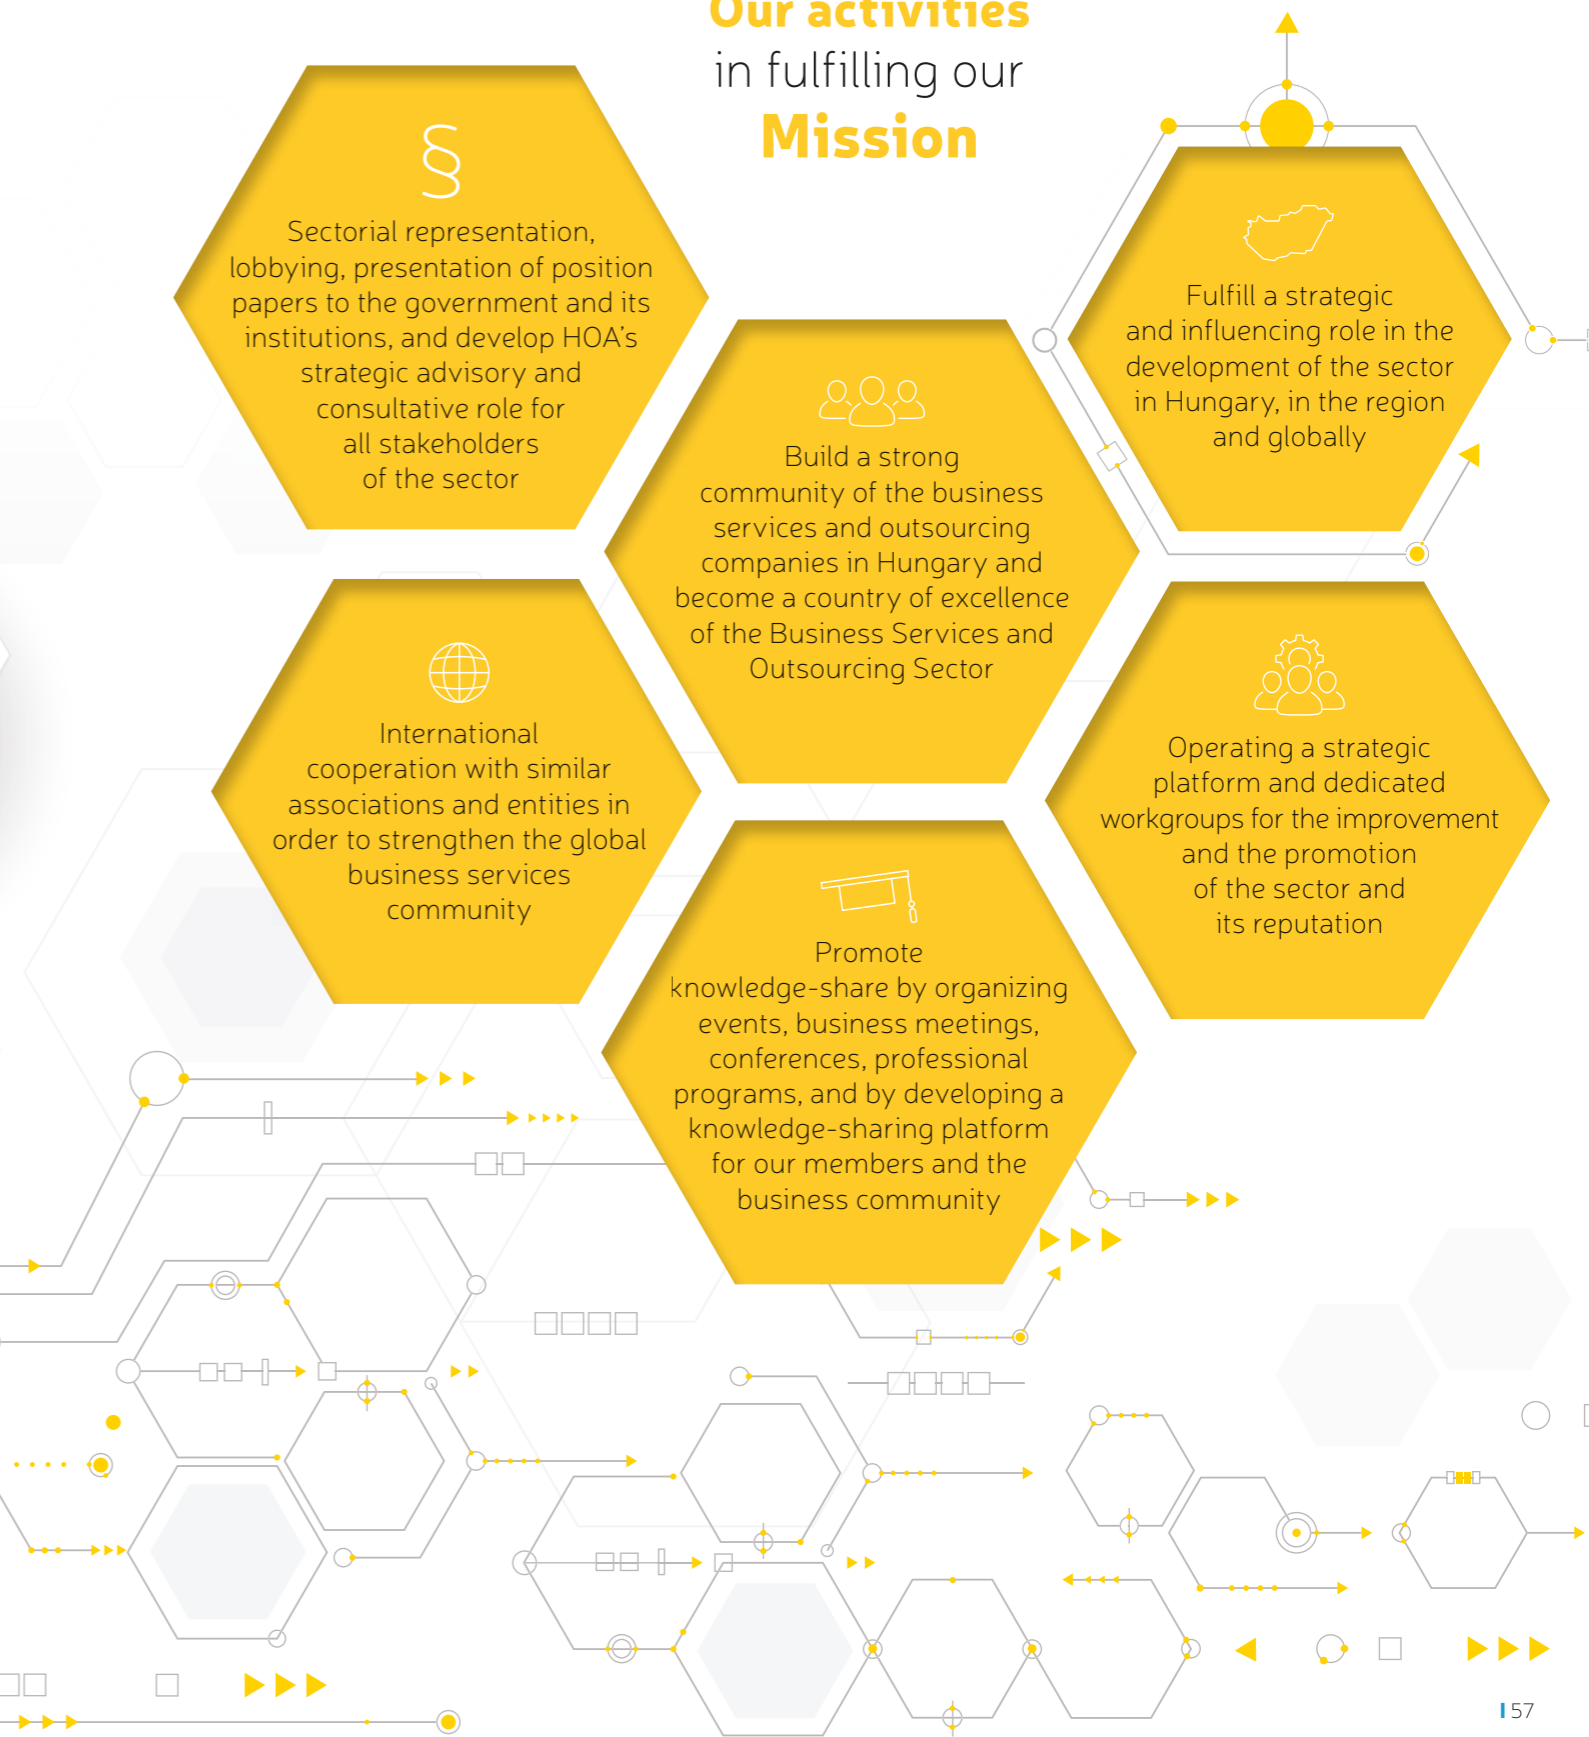 Our activities
in fulfilling our
Mission
§
Sectorial representation,
lobbying, presentation of position
papers to the government and its
institutions, and develop HOA’s
strategic advisory and
consultative role for
all stakeholders
of the sector
Fulfill a strategic
and influencing role in the
development of the sector
in Hungary, in the region
and globally
Build a strong
community of the business
services and outsourcing
companies in Hungary and
become a country of excellence
of the Business Services and
Outsourcing Sector
International
cooperation with similar
associations and entities in
order to strengthen the global
business services
community
Operating a strategic
platform and dedicated
workgroups for the improvement
and the promotion
of the sector and
its reputation
Promote
knowledge-share by organizing
events, business meetings,
conferences, professional
programs, and by developing a
knowledge-sharing platform
for our members and the
business community
57